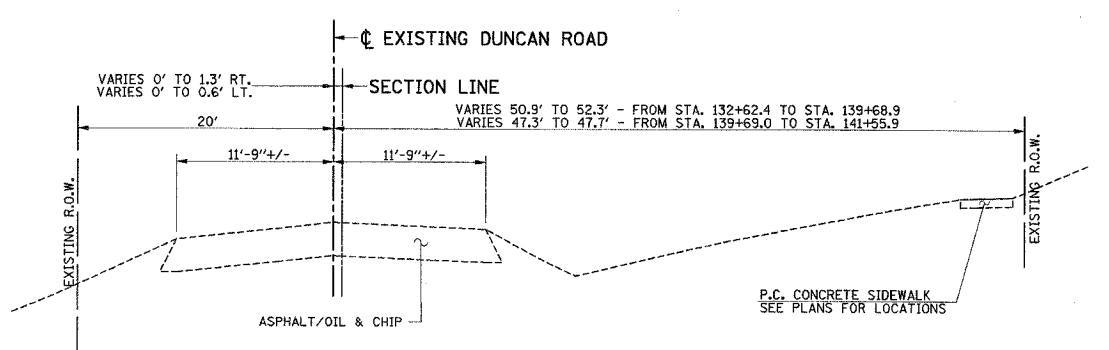 ℄ EXISTING DUNCAN ROAD
VARIES 0' TO 1.3' RT.
VARIES 0' TO 0.6' LT.
SECTION LINE
VARIES 50.9' TO 52.3' - FROM STA. 132+62.4 TO STA. 139+68.9
VARIES 47.3' TO 47.7' - FROM STA. 139+69.0 TO STA. 141+55.9
20'
11'-9"+/-
11'-9"+/-
EXISTING R.O.W.
EXISTING R.O.W.
P.C. CONCRETE SIDEWALK
SEE PLANS FOR LOCATIONS
ASPHALT/OIL & CHIP